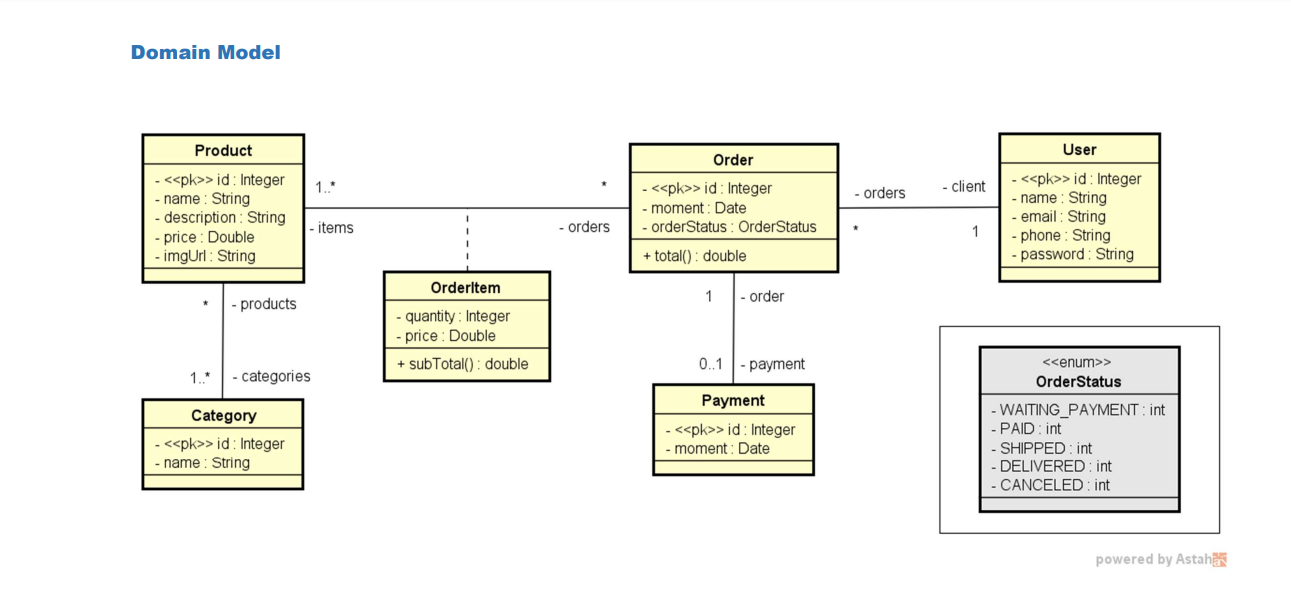 Domain Model
Product
- <<pk>> id : Integer
- name : String
- description : String
- price : Double
- imgUrl : String
1..*
- items
*
- orders
Order
- <<pk>> id : Integer
- moment : Date
- orderStatus : OrderStatus
+ total() : double
- orders
*
- client
1
User
- <<pk>> id : Integer
- name : String
- email : String
- phone : String
- password : String
OrderItem
- quantity : Integer
- price : Double
+ subTotal() : double
* - products
1..* - categories
Category
- <<pk>> id : Integer
- name : String
1 - order
0..1 - payment
Payment
- <<pk>> id : Integer
- moment : Date
<<enum>>
OrderStatus
- WAITING_PAYMENT : int
- PAID : int
- SHIPPED : int
- DELIVERED : int
- CANCELED : int
powered by Astah